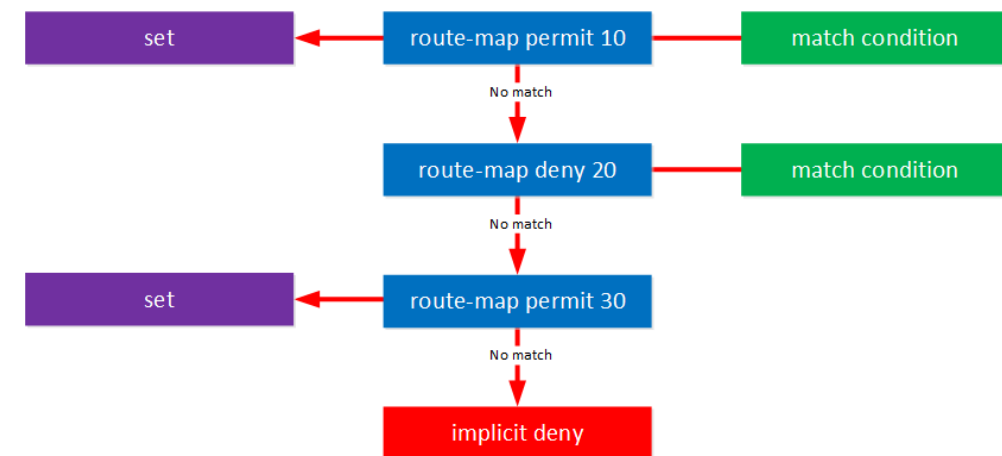 set
route-map permit 10
match condition
No match
route-map deny 20
match condition
No match
set
route-map permit 30
No match
implicit deny